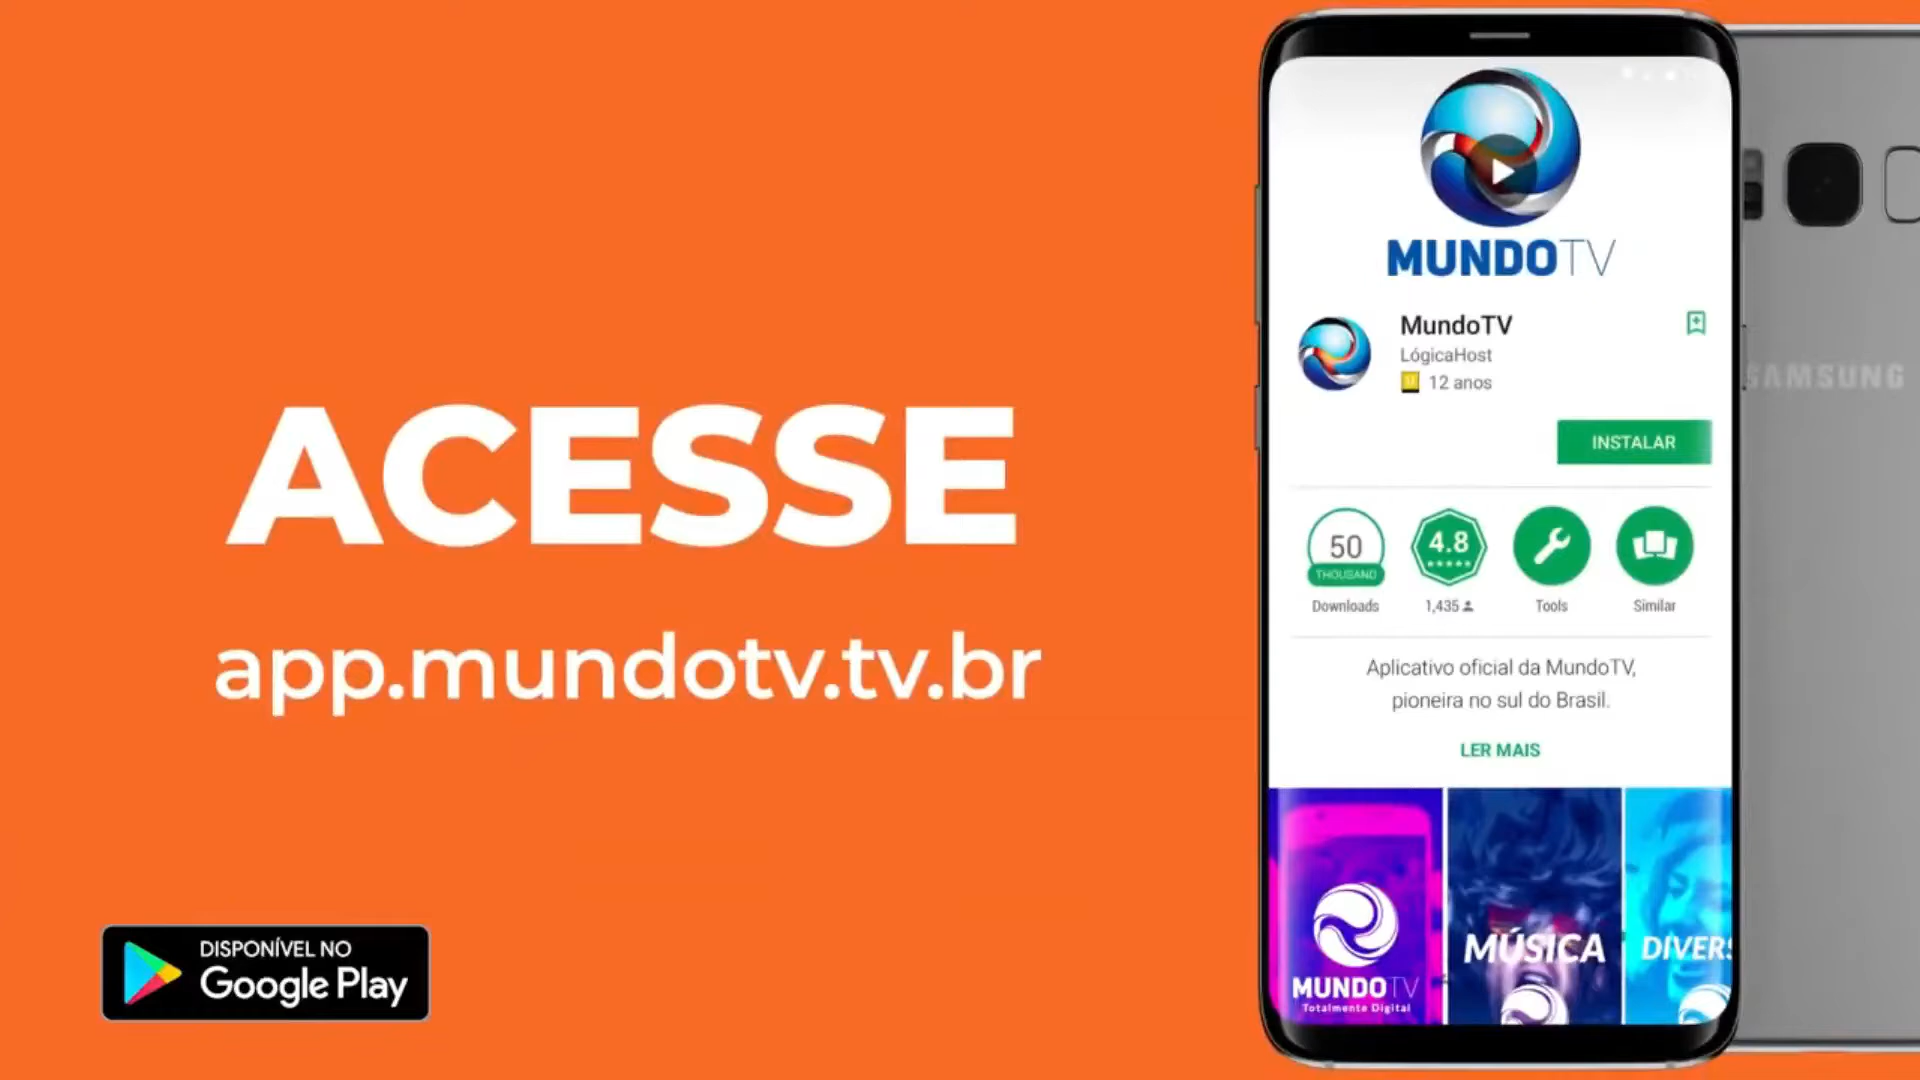 ACESSE
app.mundotv.tv.br
DISPONÍVEL NO
Google Play
MUNDOTV
MundoTV
LógicaHost
12 anos
INSTALAR
50
THOUSAND
Downloads
4.8
1,435
Tools
Similar
Aplicativo oficial da MundoTV,
pioneira no sul do Brasil.
LER MAIS
MUNDOTV
Totalmente Digital
MÚSICA
DIVERS
SAMSUNG